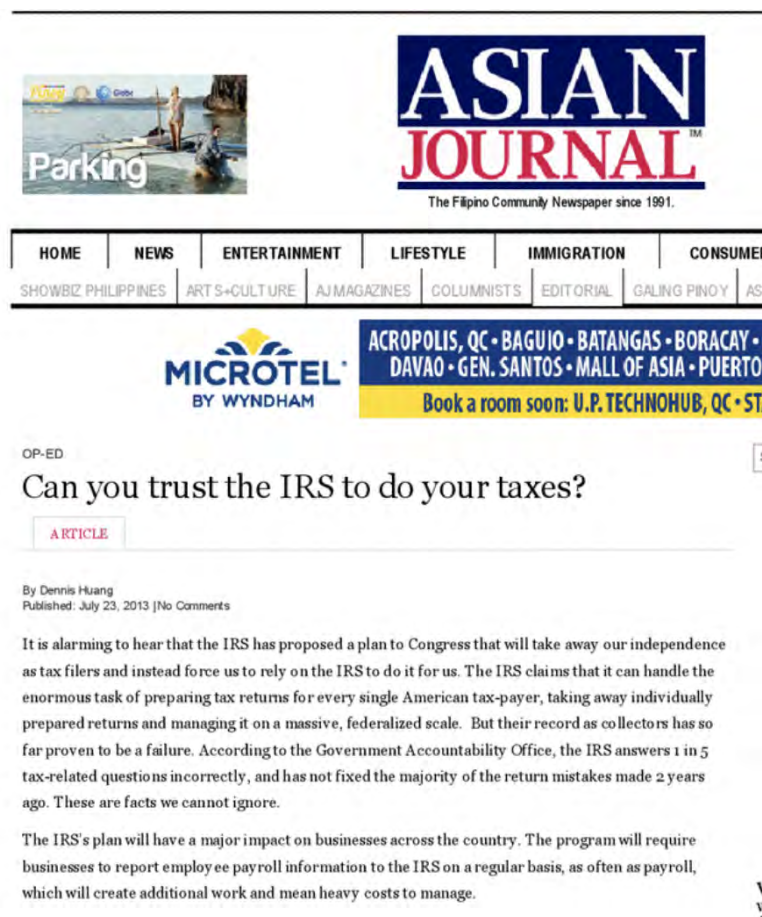 Globe
Parking
ASIAN
JOURNAL™
The Filipino Community Newspaper since 1991.
HOME NEWS ENTERTAINMENT LIFESTYLE IMMIGRATION CONSUME
SHOWBIZ PHILIPPINES ARTS+CULTURE AJ MAGAZINES COLUMNISTS EDITORIAL GALING PINOY AS
MICROTEL
BY WYNDHAM
ACROPOLIS, QC • BAGUIO • BATANGAS • BORACAY •
DAVAO • GEN. SANTOS • MALL OF ASIA • PUERTO
Book a room soon: U.P. TECHNOHUB, QC • ST
OP-ED
Can you trust the IRS to do your taxes?
ARTICLE
By Dennis Huang
Published: July 23, 2013 |No Comments
It is alarming to hear that the IRS has proposed a plan to Congress that will take away our independence
as tax filers and instead force us to rely on the IRS to do it for us. The IRS claims that it can handle the
enormous task of preparing tax returns for every single American tax-payer, taking away individually
prepared returns and managing it on a massive, federalized scale. But their record as collectors has so
far proven to be a failure. According to the Government Accountability Office, the IRS answers 1 in 5
tax-related questions incorrectly, and has not fixed the majority of the return mistakes made 2 years
ago. These are facts we cannot ignore.
The IRS's plan will have a major impact on businesses across the country. The program will require
businesses to report employee payroll information to the IRS on a regular basis, as often as payroll,
which will create additional work and mean heavy costs to manage.